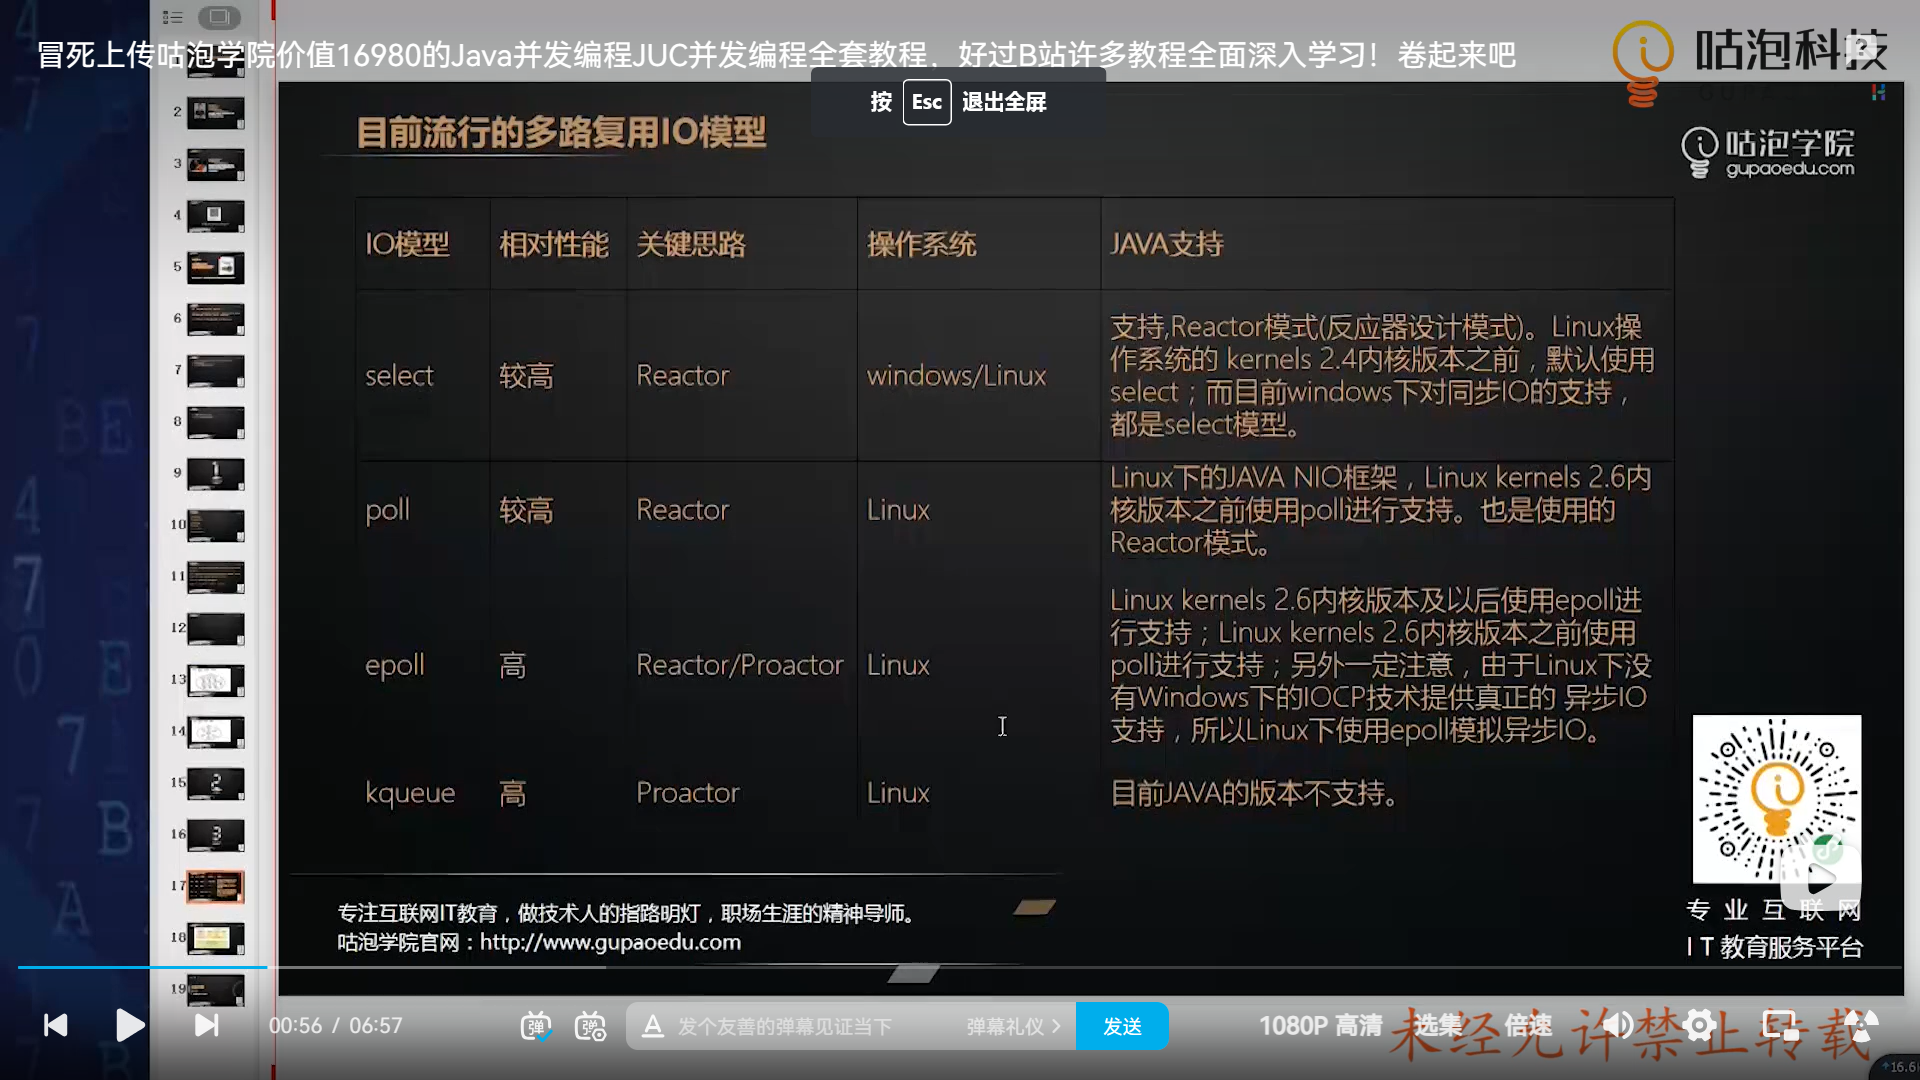 冒死上传咕泡学院价值16980的Java并发编程JUC并发编程全套教程，好过B站许多教程全面深入学习！卷起来吧
咕泡科技
按 Esc 退出全屏
目前流行的多路复用IO模型
咕泡学院
gupaoedu.com
IO模型 相对性能 关键思路 操作系统 JAVA支持
select 较高 Reactor windows/Linux
支持,Reactor模式(反应器设计模式)。Linux操
作系统的 kernels 2.4内核版本之前，默认使用
select；而目前windows下对同步IO的支持，
都是select模型。
poll 较高 Reactor Linux
Linux下的JAVA NIO框架，Linux kernels 2.6内
核版本之前使用poll进行支持。也是使用的
Reactor模式。
epoll 高 Reactor/Proactor Linux
Linux kernels 2.6内核版本及以后使用epoll进
行支持；Linux kernels 2.6内核版本之前使用
poll进行支持；另外一定注意，由于Linux下没
有Windows下的IOCP技术提供真正的 异步IO
支持，所以Linux下使用epoll模拟异步IO。
kqueue 高 Proactor Linux 目前JAVA的版本不支持。
2
3
4
5
6
7
8
9
10
11
12
13
14
15
16
17
18
19
专注互联网IT教育，做技术人的指路明灯，职场生涯的精神导师。
咕泡学院官网：http://www.gupaoedu.com
专业互联网
IT教育服务平台
00:56 / 06:57
弹
弹
发个友善的弹幕见证当下
弹幕礼仪
发送
1080P 高清
选集
倍速
未经允许禁止转载